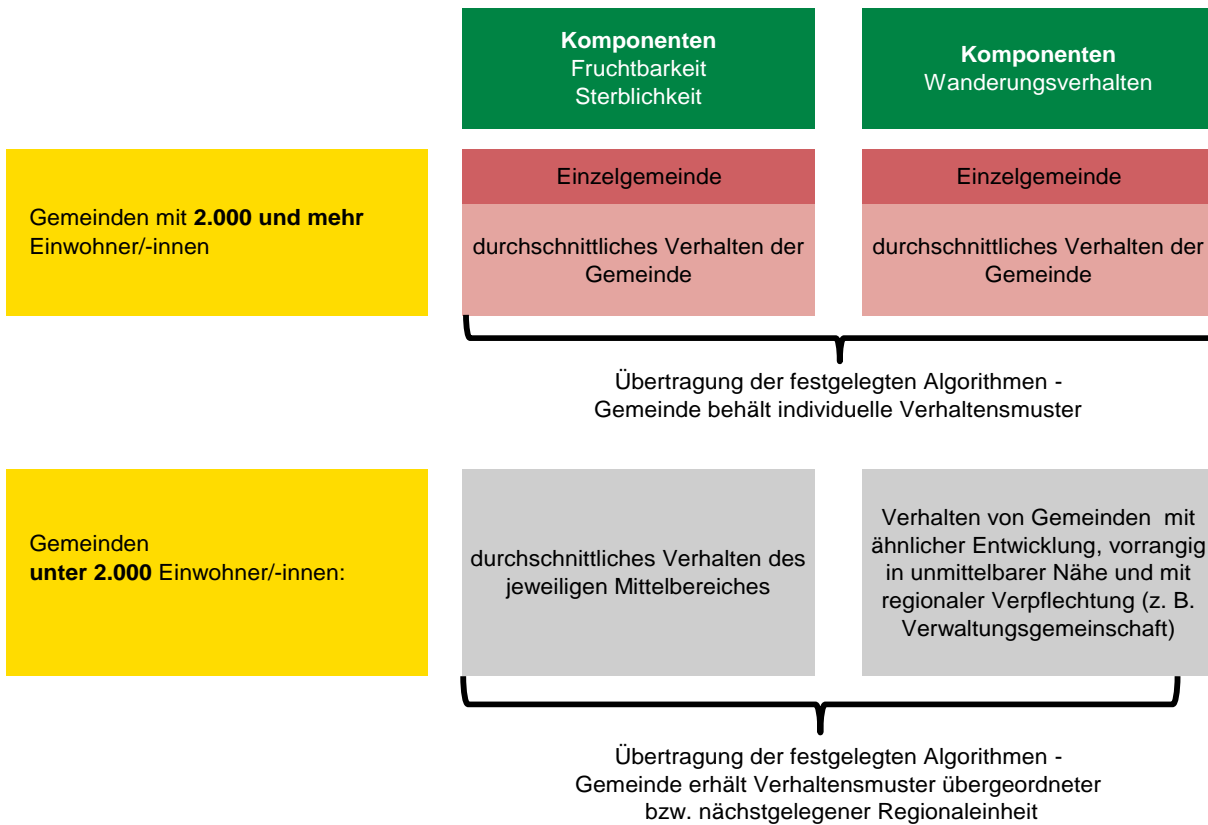 Komponenten
Fruchtbarkeit
Sterblichkeit
Komponenten
Wanderungsverhalten
Gemeinden mit 2.000 und mehr
Einwohner/-innen
Einzelgemeinde
durchschnittliches Verhalten der
Gemeinde
Einzelgemeinde
durchschnittliches Verhalten der
Gemeinde
Übertragung der festgelegten Algorithmen -
Gemeinde behält individuelle Verhaltensmuster
Gemeinden
unter 2.000 Einwohner/-innen:
durchschnittliches Verhalten des
jeweiligen Mittelbereiches
Verhalten von Gemeinden mit
ähnlicher Entwicklung, vorrangig
in unmittelbarer Nähe und mit
regionaler Verpflechtung (z. B.
Verwaltungsgemeinschaft)
Übertragung der festgelegten Algorithmen -
Gemeinde erhält Verhaltensmuster übergeordneter
bzw. nächstgelegener Regionaleinheit